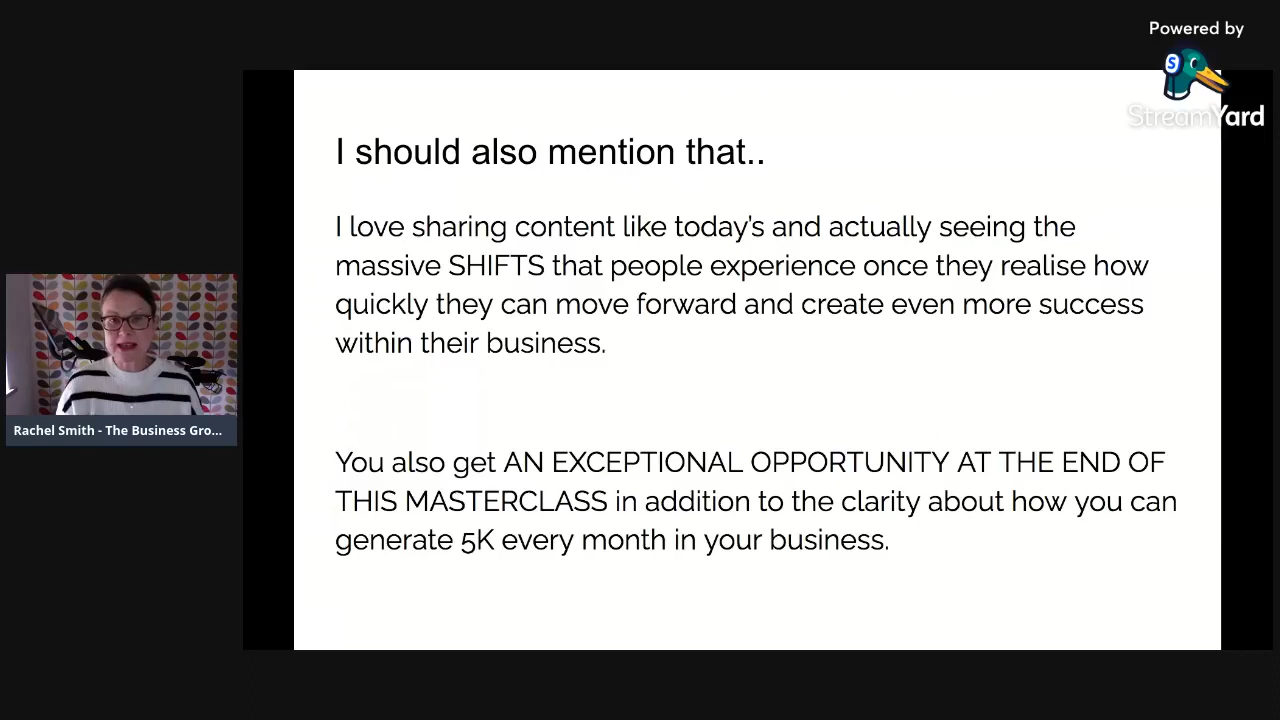 Powered by
StreamYard
I should also mention that..
I love sharing content like today's and actually seeing the
massive SHIFTS that people experience once they realise how
quickly they can move forward and create even more success
within their business.
You also get AN EXCEPTIONAL OPPORTUNITY AT THE END OF
THIS MASTERCLASS in addition to the clarity about how you can
generate 5K every month in your business.
Rachel Smith - The Business Gro...